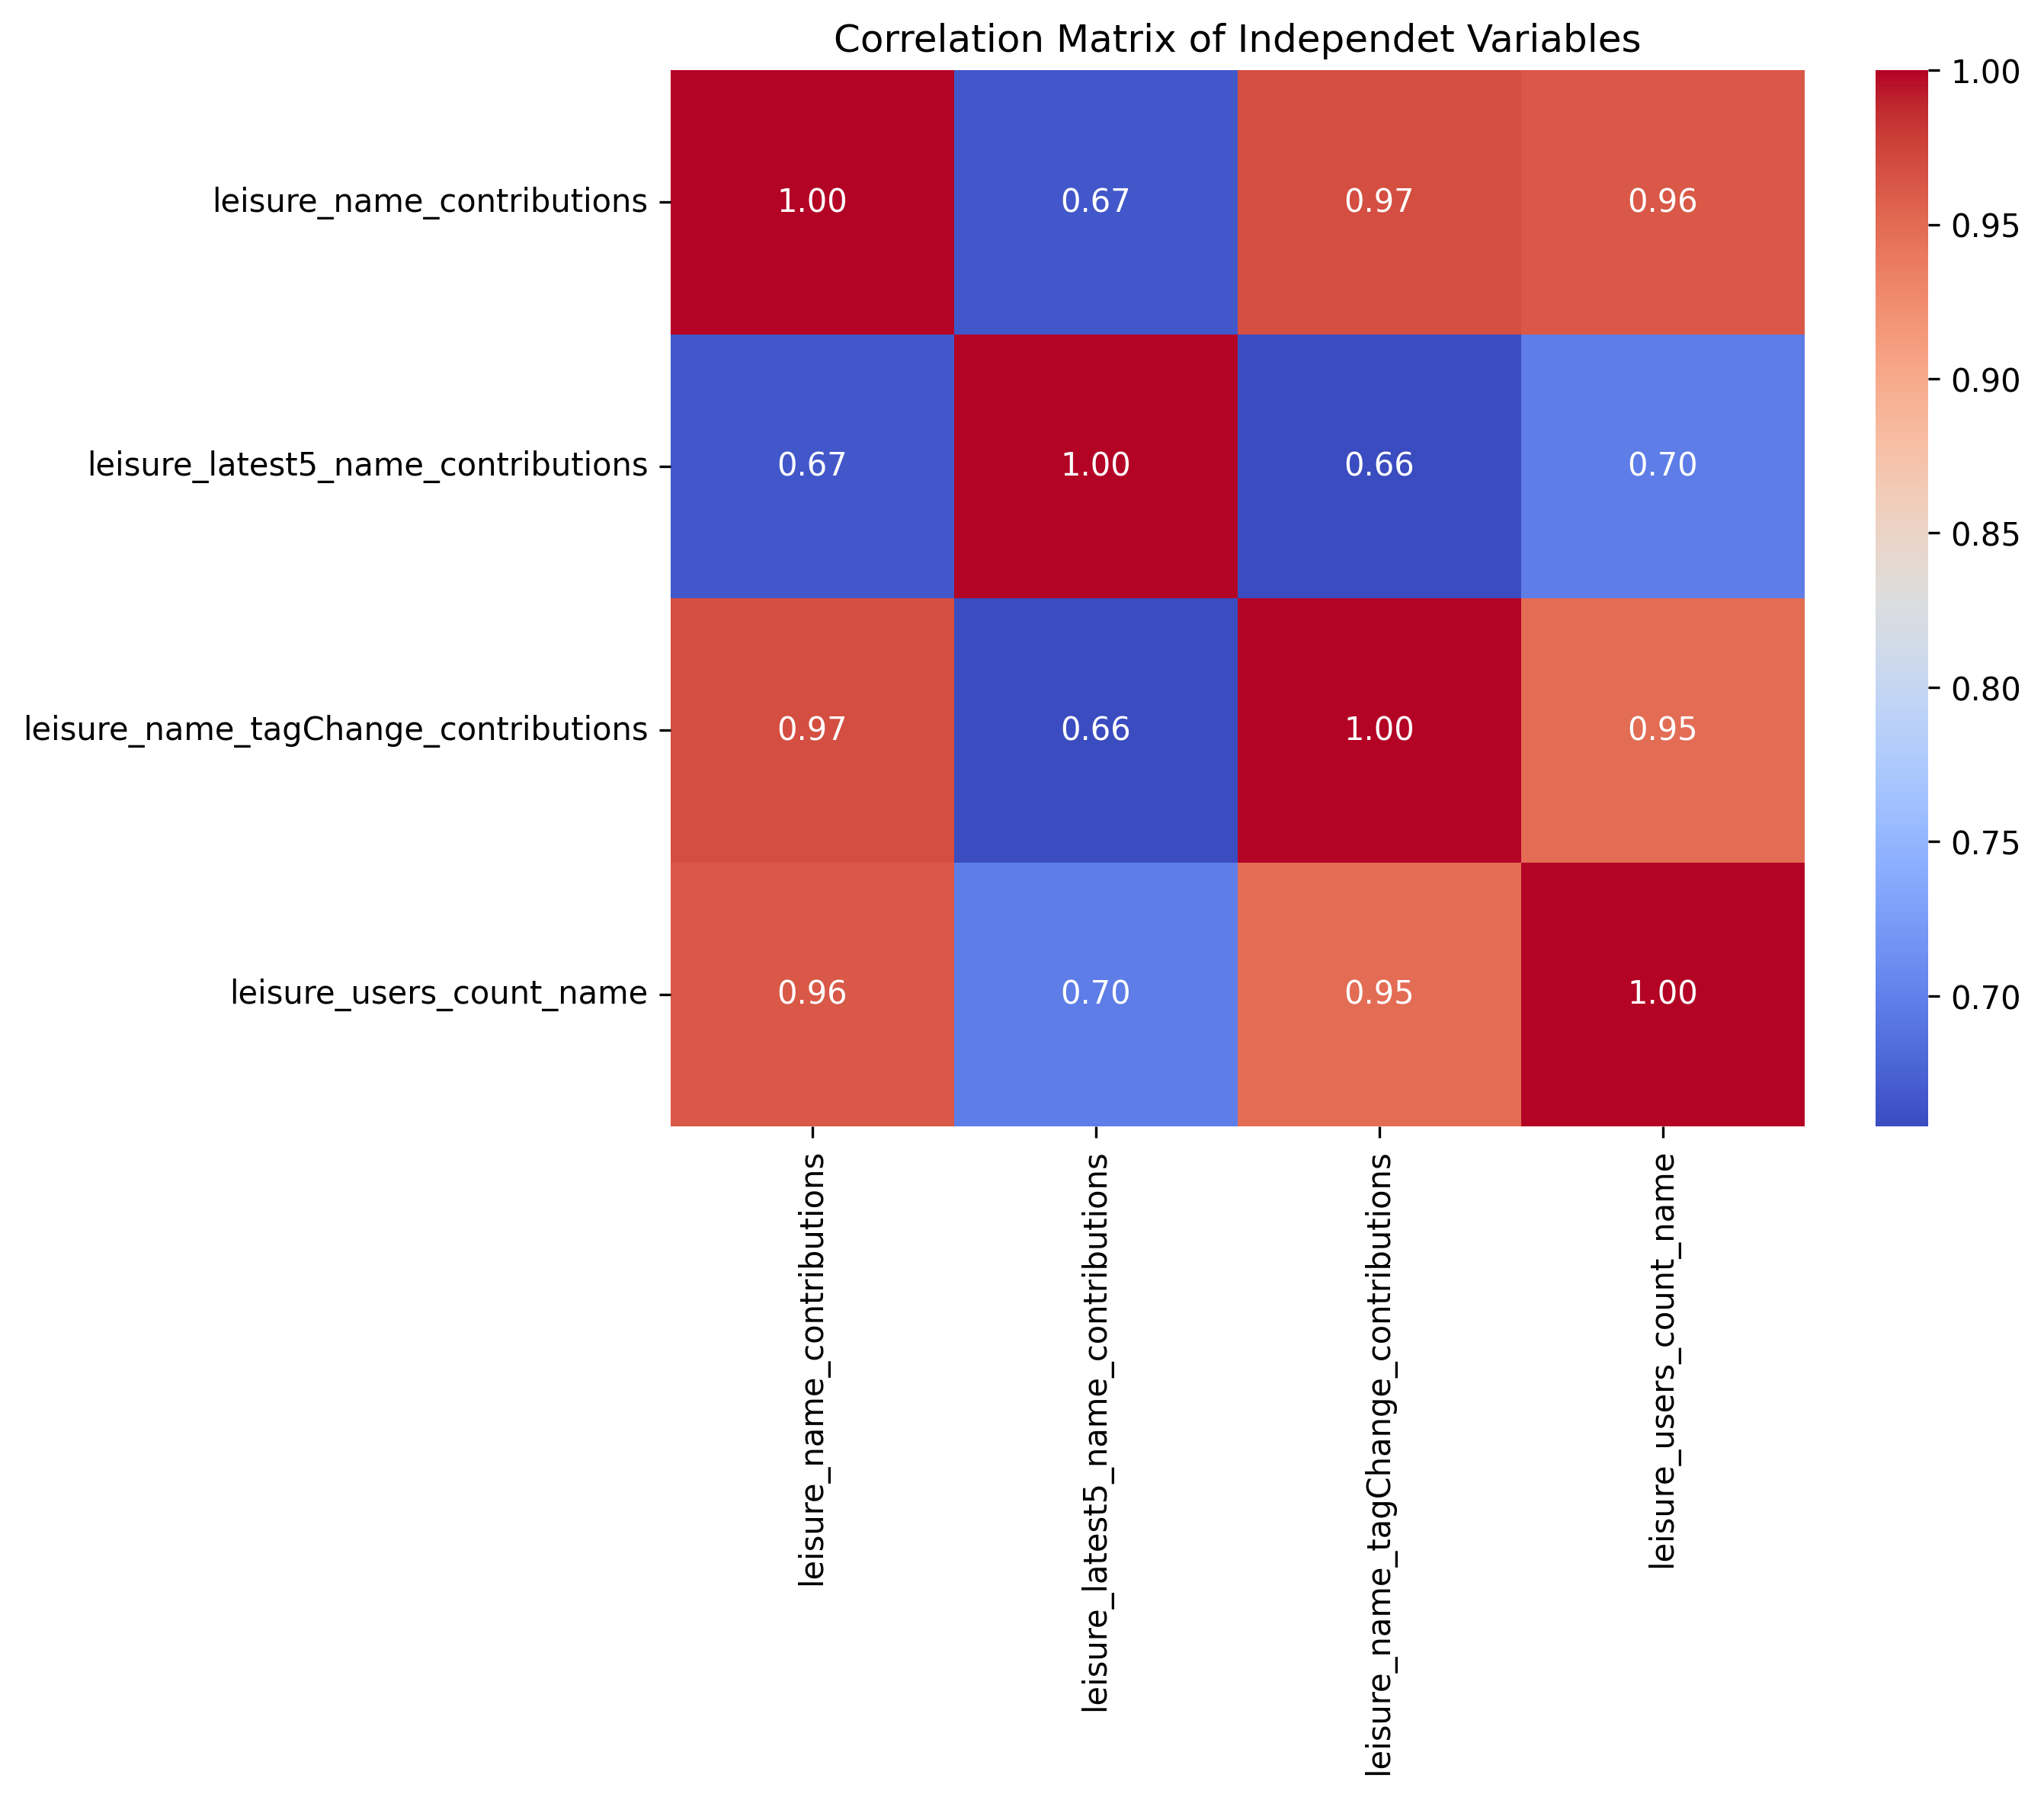 Correlation Matrix of Independet Variables
leisure_name_contributions 1.00 0.67 0.97 0.96
leisure_latest5_name_contributions 0.67 1.00 0.66 0.70
leisure_name_tagChange_contributions 0.97 0.66 1.00 0.95
leisure_users_count_name 0.96 0.70 0.95 1.00
leisure_name_contributions
leisure_latest5_name_contributions
leisure_name_tagChange_contributions
leisure_users_count_name
1.00
0.95
0.90
0.85
0.80
0.75
0.70